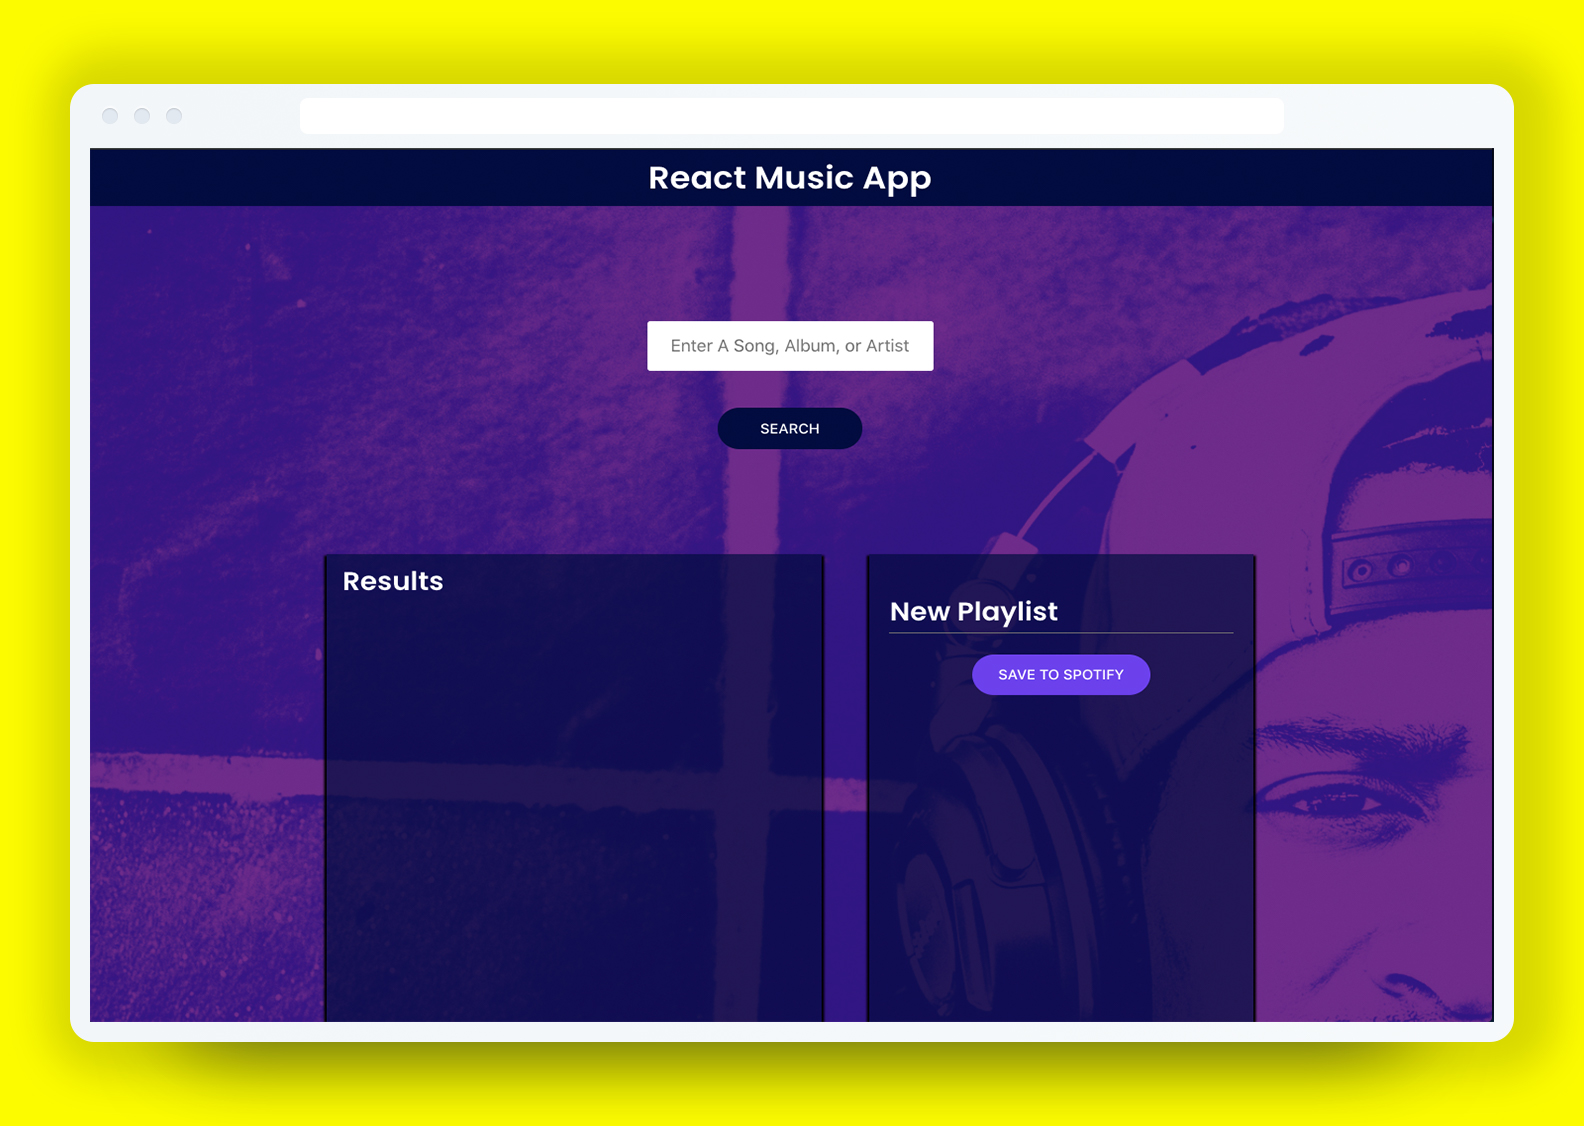 React Music App
Enter A Song, Album, or Artist
SEARCH
Results
New Playlist
SAVE TO SPOTIFY